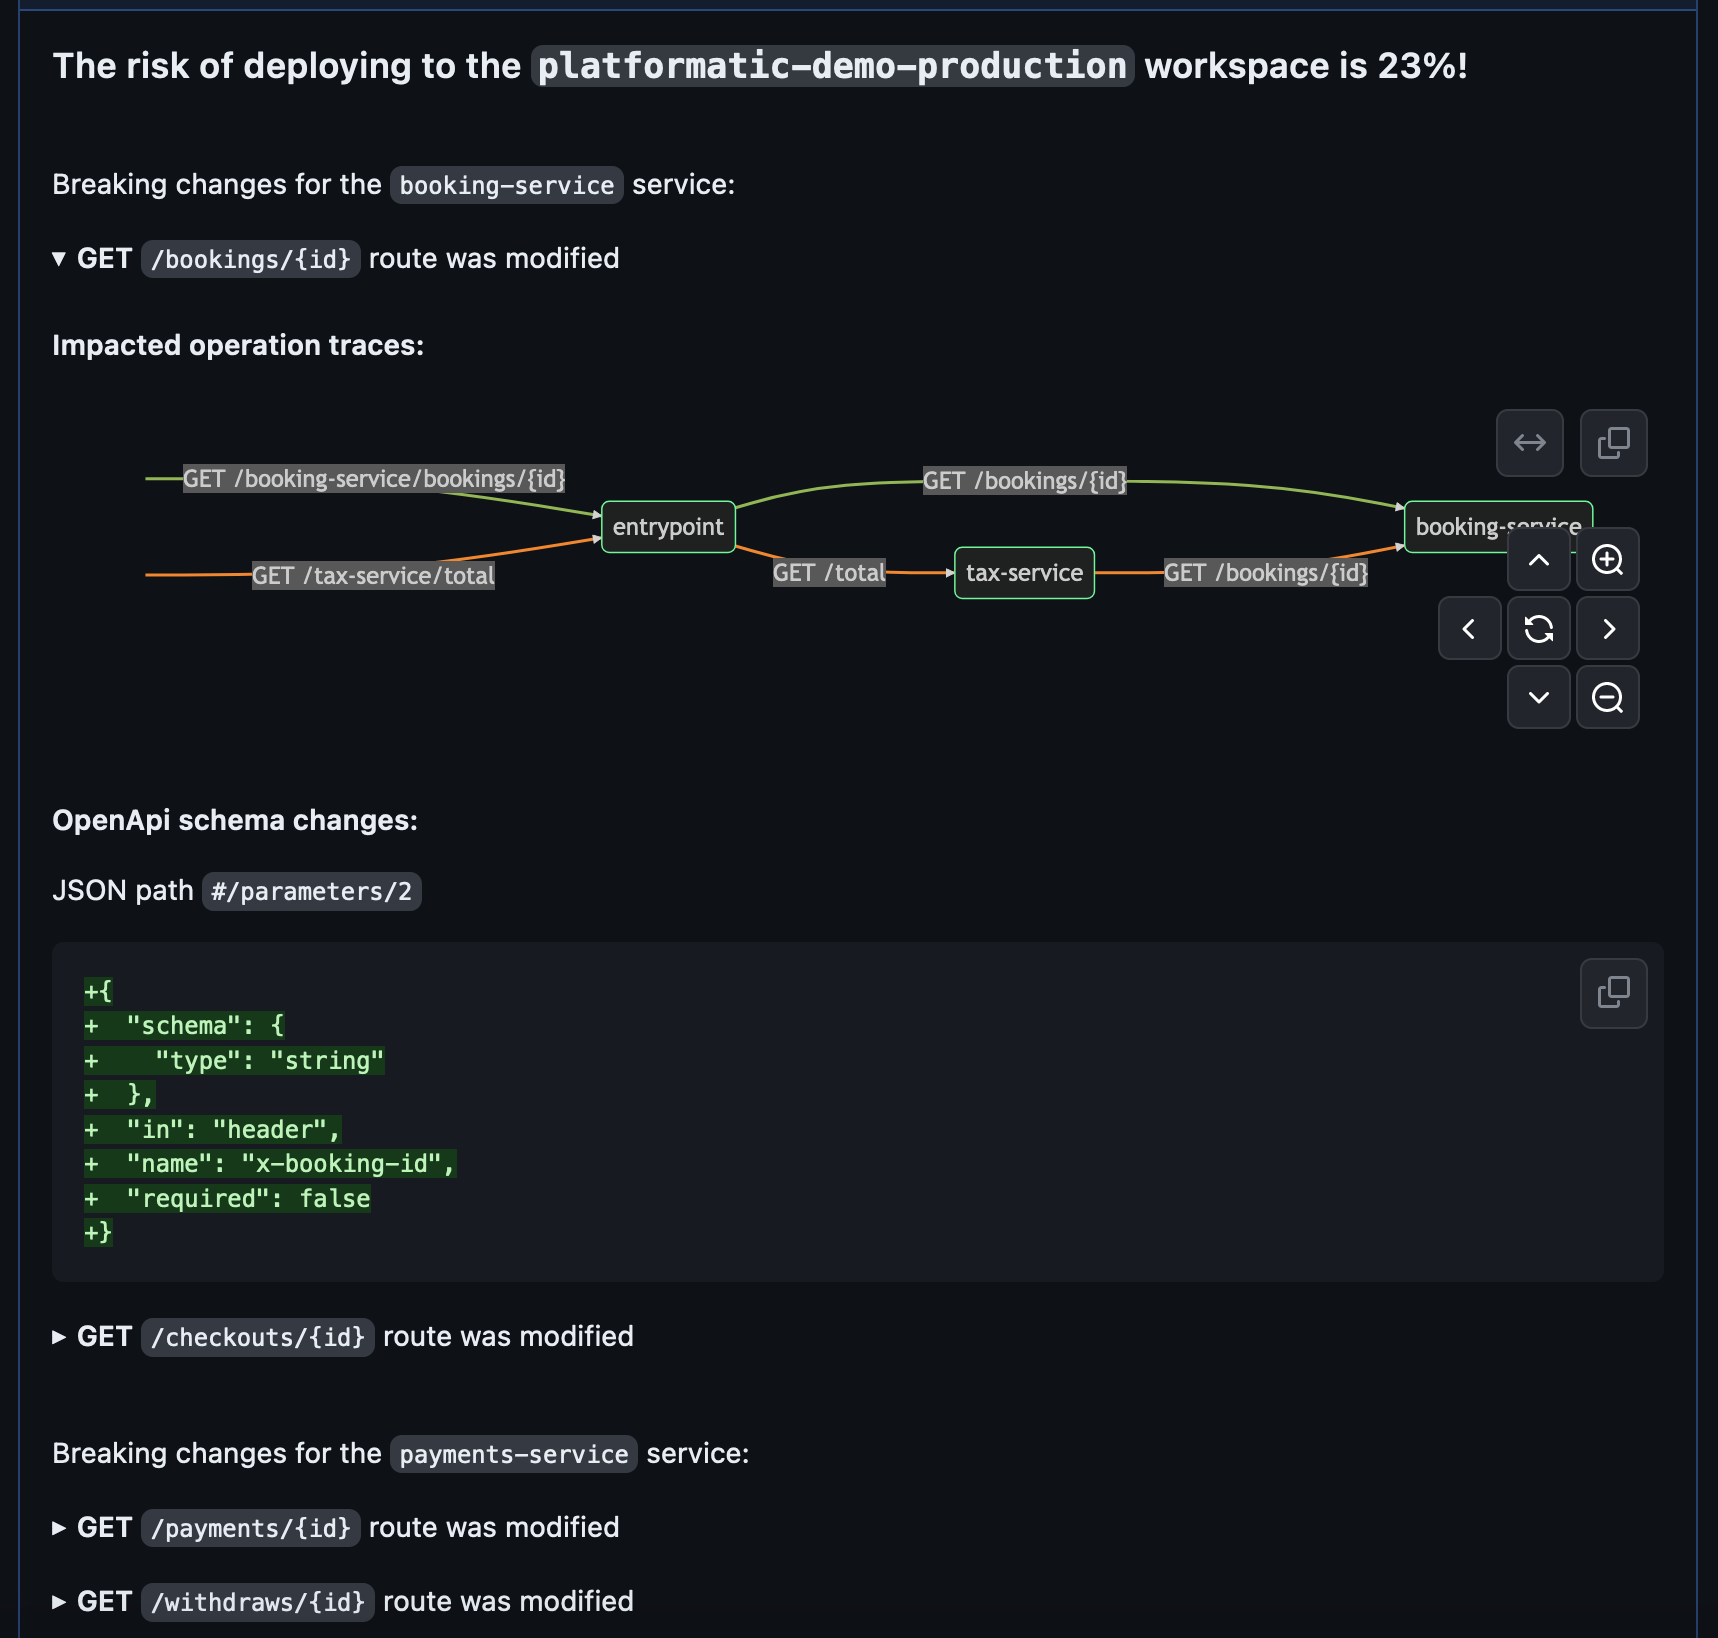 The risk of deploying to the platformatic-demo-production workspace is 23%!
Breaking changes for the booking-service service:
▼ GET /bookings/{id} route was modified
Impacted operation traces:
GET /booking-service/bookings/{id}
GET /bookings/{id}
entrypoint
booking-service
GET /tax-service/total
GET /total
tax-service
GET /bookings/{id}
OpenApi schema changes:
JSON path #/parameters/2
+{
+  "schema": {
+    "type": "string"
+  },
+  "in": "header",
+  "name": "x-booking-id",
+  "required": false
+}
▶ GET /checkouts/{id} route was modified
Breaking changes for the payments-service service:
▶ GET /payments/{id} route was modified
▶ GET /withdraws/{id} route was modified